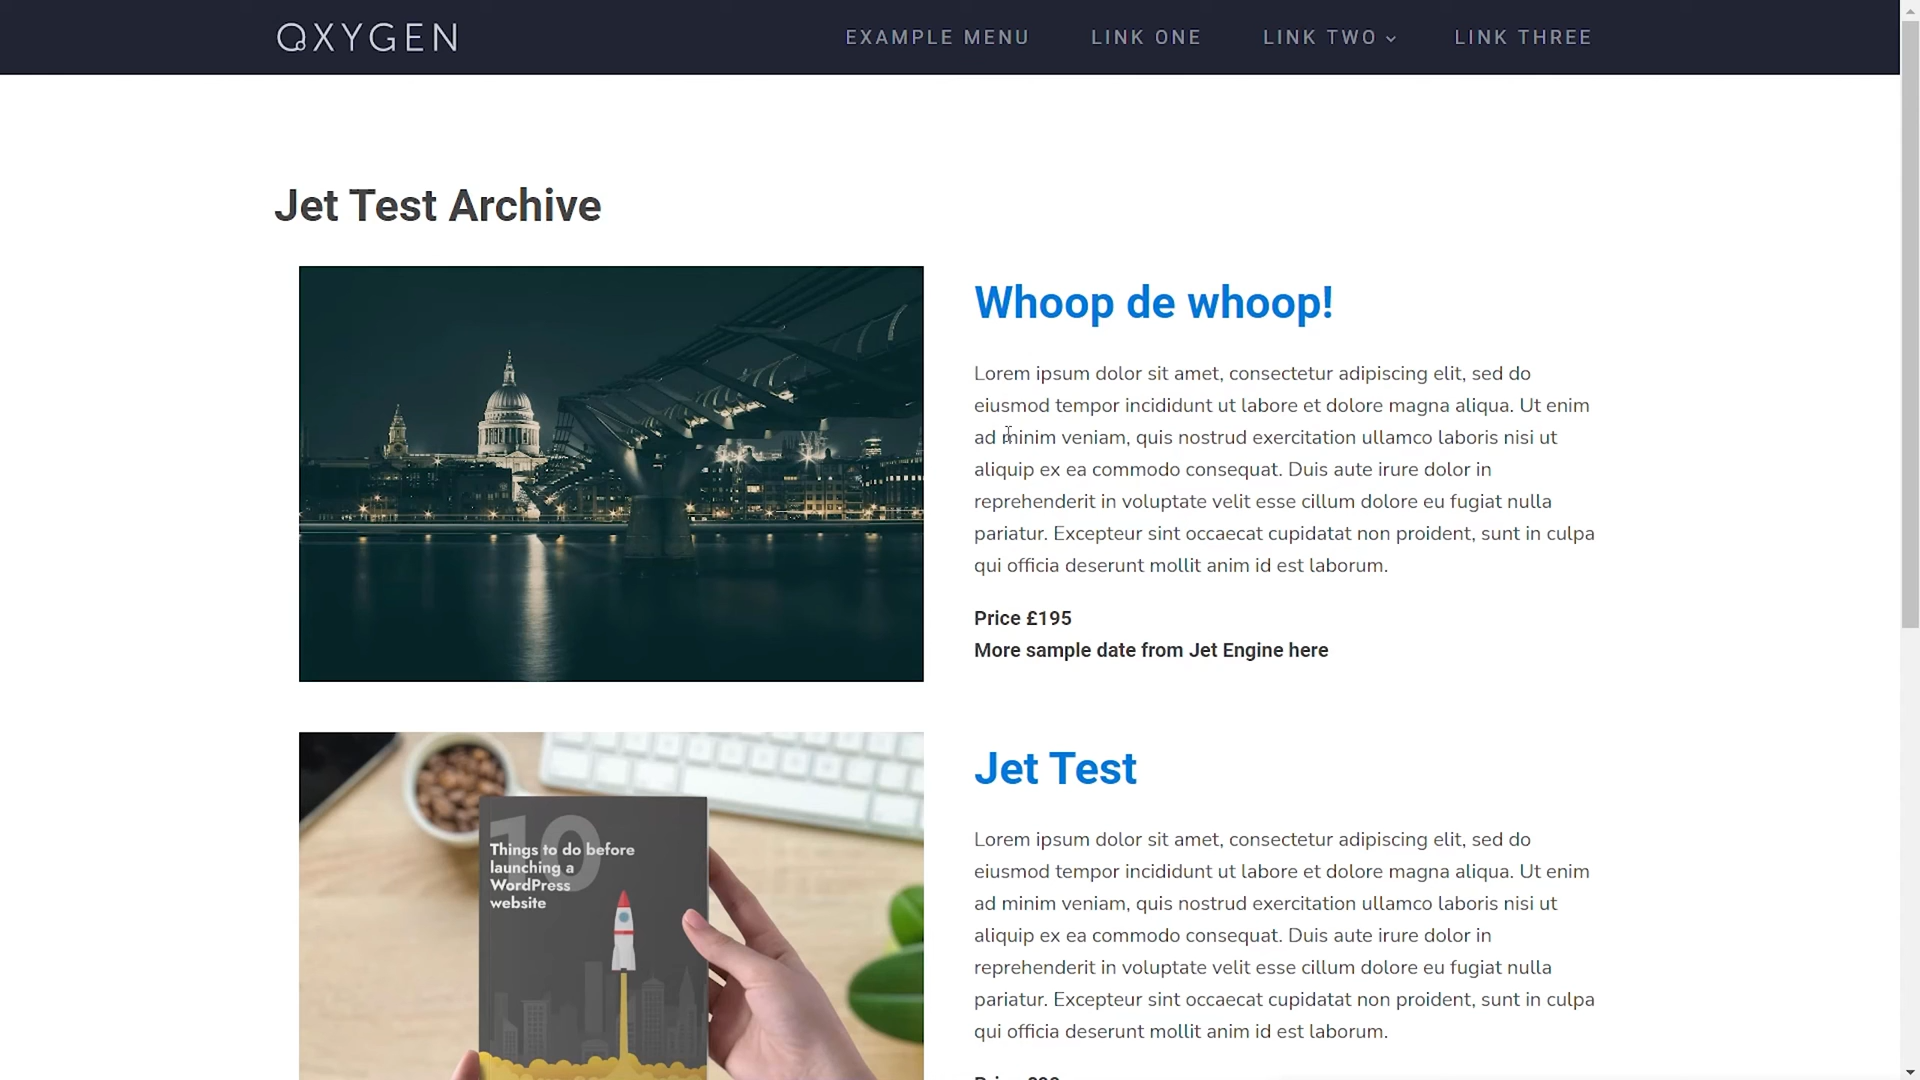 OXYGEN
EXAMPLE MENU
LINK ONE
LINK TWO
LINK THREE
Jet Test Archive
Whoop de whoop!
Lorem ipsum dolor sit amet, consectetur adipiscing elit, sed do
eiusmod tempor incididunt ut labore et dolore magna aliqua. Ut enim
ad minim veniam, quis nostrud exercitation ullamco laboris nisi ut
aliquip ex ea commodo consequat. Duis aute irure dolor in
reprehenderit in voluptate velit esse cillum dolore eu fugiat nulla
pariatur. Excepteur sint occaecat cupidatat non proident, sunt in culpa
qui officia deserunt mollit anim id est laborum.
Price £195
More sample date from Jet Engine here
10
Things to do before
launching a
WordPress
website
Jet Test
Lorem ipsum dolor sit amet, consectetur adipiscing elit, sed do
eiusmod tempor incididunt ut labore et dolore magna aliqua. Ut enim
ad minim veniam, quis nostrud exercitation ullamco laboris nisi ut
aliquip ex ea commodo consequat. Duis aute irure dolor in
reprehenderit in voluptate velit esse cillum dolore eu fugiat nulla
pariatur. Excepteur sint occaecat cupidatat non proident, sunt in culpa
qui officia deserunt mollit anim id est laborum.